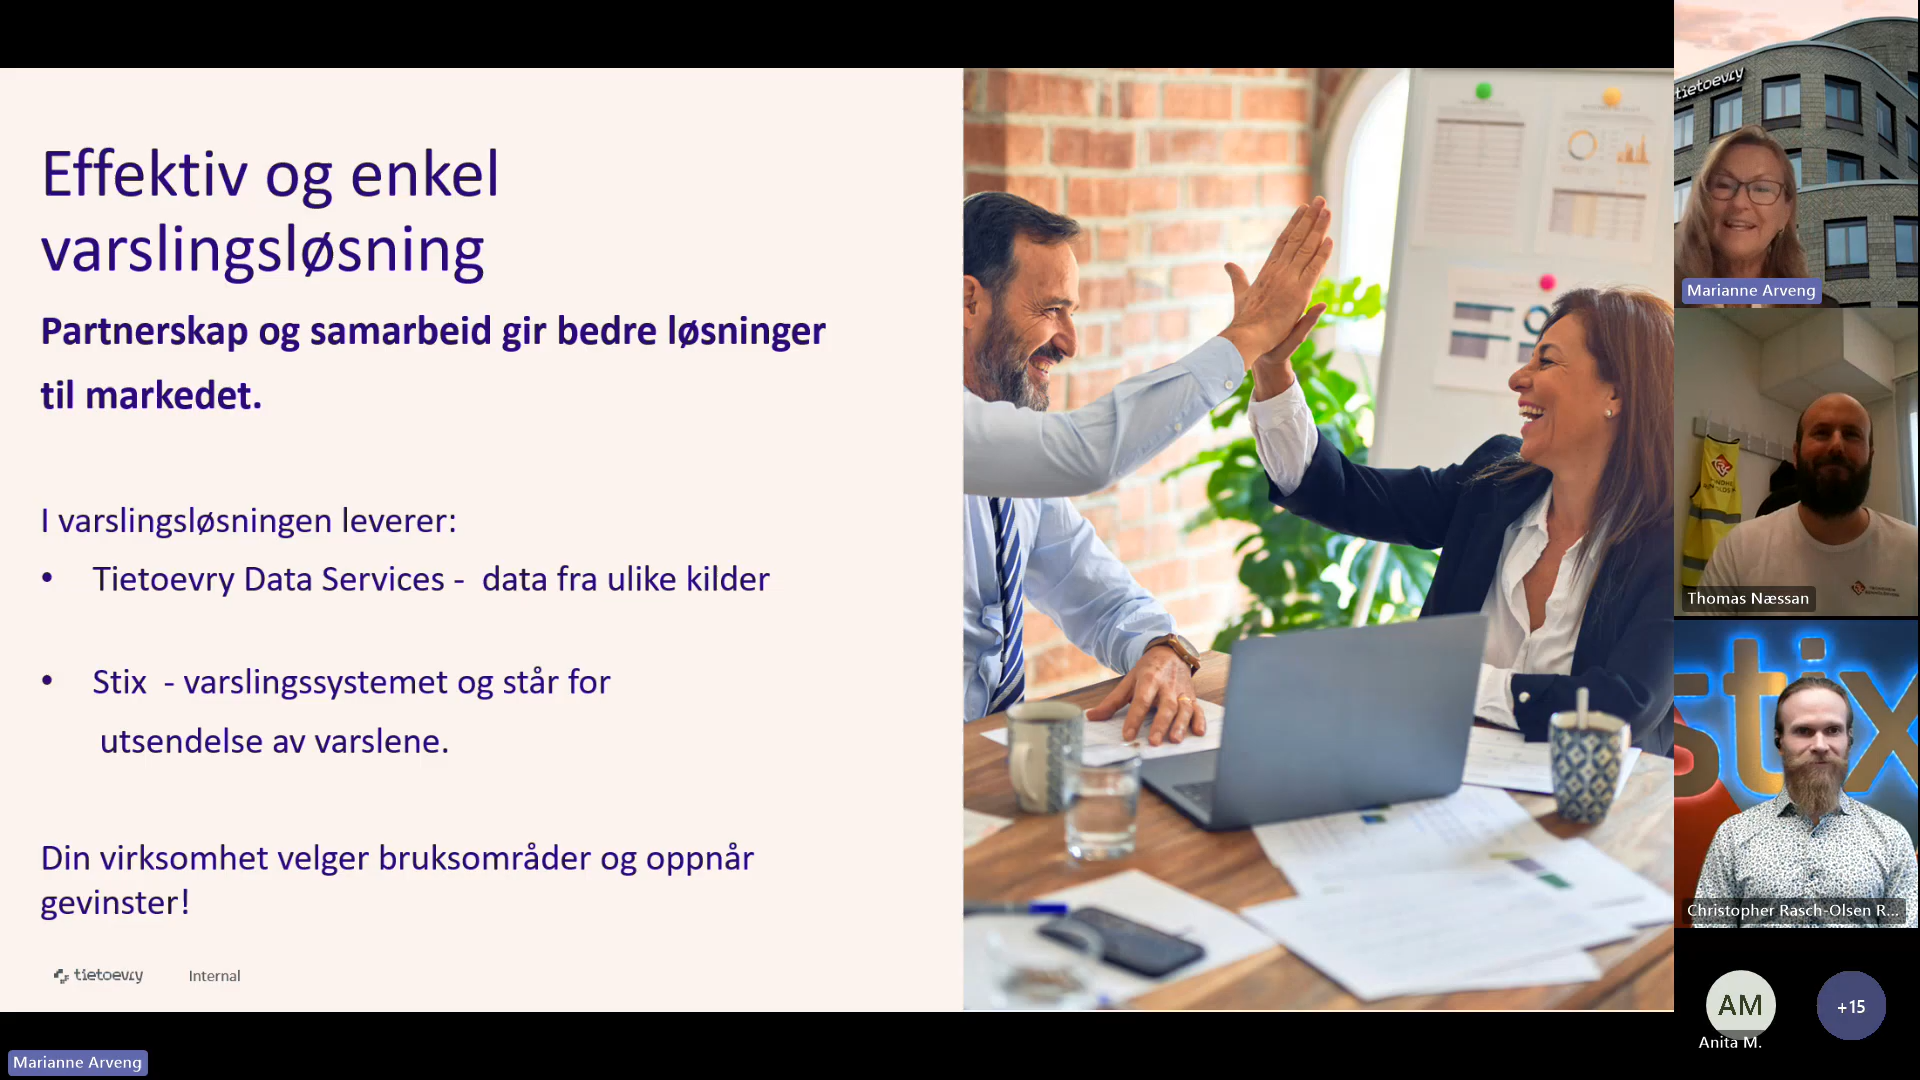 Effektiv og enkel
varslingsløsning
Partnerskap og samarbeid gir bedre løsninger
til markedet.
I varslingsløsningen leverer:
• Tietoevry Data Services - data fra ulike kilder
• Stix - varslingssystemet og står for
utsendelse av varslene.
Din virksomhet velger bruksområder og oppnår
gevinster!
tietoevry Internal
Marianne Arveng
tietoevry
Marianne Arveng
Thomas Næssan
stix
Christopher Rasch-Olsen R...
AM
Anita M.
+15